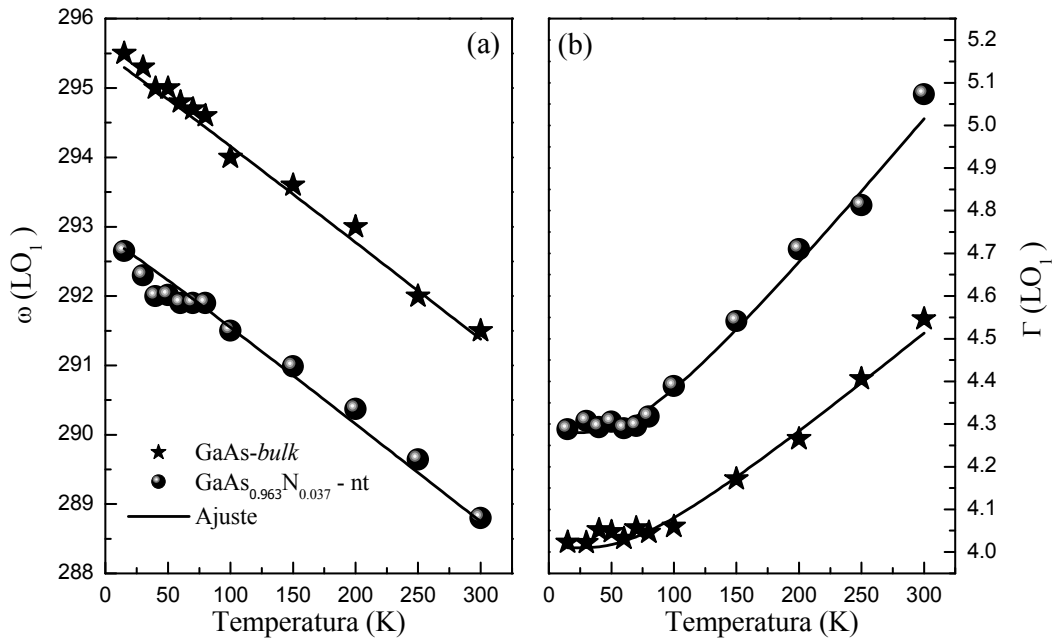 (a)
296
295
294
293
292
291
290
289
288
ω (LO₁)
GaAs-bulk
GaAs₀.₉₆₃N₀.₀₃₇ - nt
Ajuste
0 50 100 150 200 250 300
Temperatura (K)
(b)
5.2
5.1
5.0
4.9
4.8
4.7
4.6
4.5
4.4
4.3
4.2
4.1
4.0
Γ (LO₁)
0 50 100 150 200 250 300
Temperatura (K)